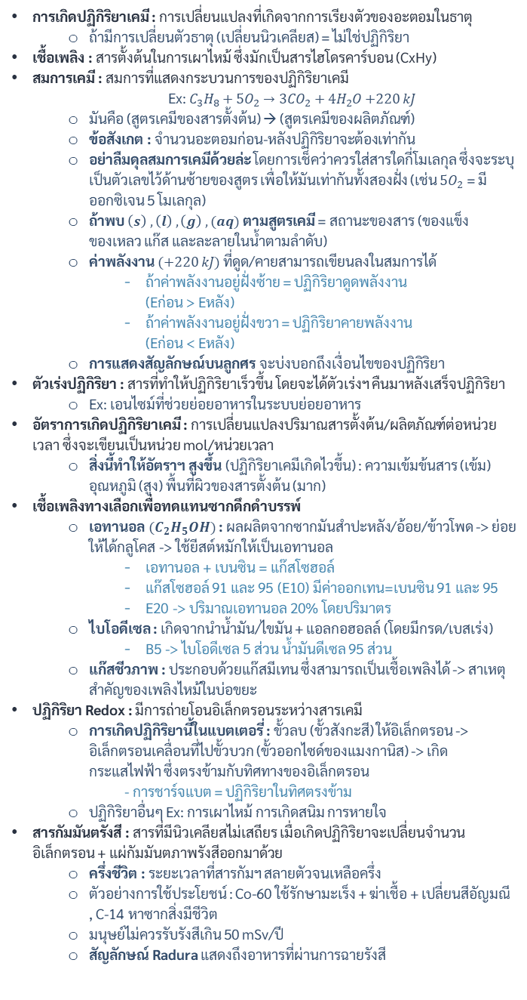 • การเกิดปฏิกิริยาเคมี : การเปลี่ยนแปลงที่เกิดจากการเรียงตัวของอะตอมในธาตุ
○ ถ้ามีการเปลี่ยนตัวธาตุ (เปลี่ยนนิวเคลียส) = ไม่ใช่ปฏิกิริยา
• เชื้อเพลิง : สารตั้งต้นในการเผาไหม้ ซึ่งมักเป็นสารไฮโดรคาร์บอน (CxHy)
• สมการเคมี : สมการที่แสดงกระบวนการของปฏิกิริยาเคมี
Ex: C₃H₈ + 5O₂ → 3CO₂ + 4H₂O +220 kJ
○ มันคือ (สูตรเคมีของสารตั้งต้น) → (สูตรเคมีของผลิตภัณฑ์)
○ ข้อสังเกต : จำนวนอะตอมก่อน-หลังปฏิกิริยาจะต้องเท่ากัน
○ อย่าลืมดุลสมการเคมีด้วยล่ะ โดยการเช็คว่าควรใส่สารใดกี่โมเลกุล ซึ่งจะระบุ
เป็นตัวเลขไว้ด้านซ้ายของสูตร เพื่อให้มันเท่ากันทั้งสองฝั่ง (เช่น 5O₂ = มี
ออกซิเจน 5 โมเลกุล)
○ ถ้าพบ (s) , (l) , (g) , (aq) ตามสูตรเคมี = สถานะของสาร (ของแข็ง
ของเหลว แก๊ส และละลายในน้ำตามลำดับ)
○ ค่าพลังงาน (+220 kJ) ที่ดูด/คายสามารถเขียนลงในสมการได้
- ถ้าค่าพลังงานอยู่ฝั่งซ้าย = ปฏิกิริยาดูดพลังงาน
(Eก่อน > Eหลัง)
- ถ้าค่าพลังงานอยู่ฝั่งขวา = ปฏิกิริยาคายพลังงาน
(Eก่อน < Eหลัง)
○ การแสดงสัญลักษณ์บนลูกศร จะบ่งบอกถึงเงื่อนไขของปฏิกิริยา
• ตัวเร่งปฏิกิริยา : สารที่ทำให้ปฏิกิริยาเร็วขึ้น โดยจะได้ตัวเร่งฯ คืนมาหลังเสร็จปฏิกิริยา
○ Ex: เอนไซม์ที่ช่วยย่อยอาหารในระบบย่อยอาหาร
• อัตราการเกิดปฏิกิริยาเคมี : การเปลี่ยนแปลงปริมาณสารตั้งต้น/ผลิตภัณฑ์ต่อหน่วย
เวลา ซึ่งจะเขียนเป็นหน่วย mol/หน่วยเวลา
○ สิ่งนี้ทำให้อัตราฯ สูงขึ้น (ปฏิกิริยาเคมีเกิดไวขึ้น) : ความเข้มข้นสาร (เข้ม)
อุณหภูมิ (สูง) พื้นที่ผิวของสารตั้งต้น (มาก)
• เชื้อเพลิงทางเลือกเพื่อทดแทนซากดึกดำบรรพ์
○ เอทานอล (C₂H₅OH) : ผลผลิตจากซากมันสำปะหลัง/อ้อย/ข้าวโพด -> ย่อย
ให้ได้กลูโคส -> ใช้ยีสต์หมักให้เป็นเอทานอล
- เอทานอล + เบนซิน = แก๊สโซฮอล์
- แก๊สโซฮอล์ 91 และ 95 (E10) มีค่าออกเทน=เบนซิน 91 และ 95
- E20 -> ปริมาณเอทานอล 20% โดยปริมาตร
○ ไบโอดีเซล : เกิดจากนำน้ำมัน/ไขมัน + แอลกอฮอลล์ (โดยมีกรด/เบสเร่ง)
- B5 -> ไบโอดีเซล 5 ส่วน น้ำมันดีเซล 95 ส่วน
○ แก๊สชีวภาพ : ประกอบด้วยแก๊สมีเทน ซึ่งสามารถเป็นเชื้อเพลิงได้ -> สาเหตุ
สำคัญของเพลิงไหม้ในบ่อขยะ
• ปฏิกิริยา Redox : มีการถ่ายโอนอิเล็กตรอนระหว่างสารเคมี
○ การเกิดปฏิกิริยานี้ในแบตเตอรี่ : ขั้วลบ (ขั้วสังกะสี) ให้อิเล็กตรอน ->
อิเล็กตรอนเคลื่อนที่ไปขั้วบวก (ขั้วออกไซด์ของแมงกานิส) -> เกิด
กระแสไฟฟ้า ซึ่งตรงข้ามกับทิศทางของอิเล็กตรอน
- การชาร์จแบต = ปฏิกิริยาในทิศตรงข้าม
○ ปฏิกิริยาอื่นๆ Ex: การเผาไหม้ การเกิดสนิม การหายใจ
• สารกัมมันตรังสี : สารที่มีนิวเคลียสไม่เสถียร เมื่อเกิดปฏิกิริยาจะเปลี่ยนจำนวน
อิเล็กตรอน + แผ่กัมมันตภาพรังสีออกมาด้วย
○ ครึ่งชีวิต : ระยะเวลาที่สารกัมฯ สลายตัวจนเหลือครึ่ง
○ ตัวอย่างการใช้ประโยชน์ : Co-60 ใช้รักษามะเร็ง + ฆ่าเชื้อ + เปลี่ยนสีอัญมณี
, C-14 หาซากสิ่งมีชีวิต
○ มนุษย์ไม่ควรรับรังสีเกิน 50 mSv/ปี
○ สัญลักษณ์ Radura แสดงถึงอาหารที่ผ่านการฉายรังสี